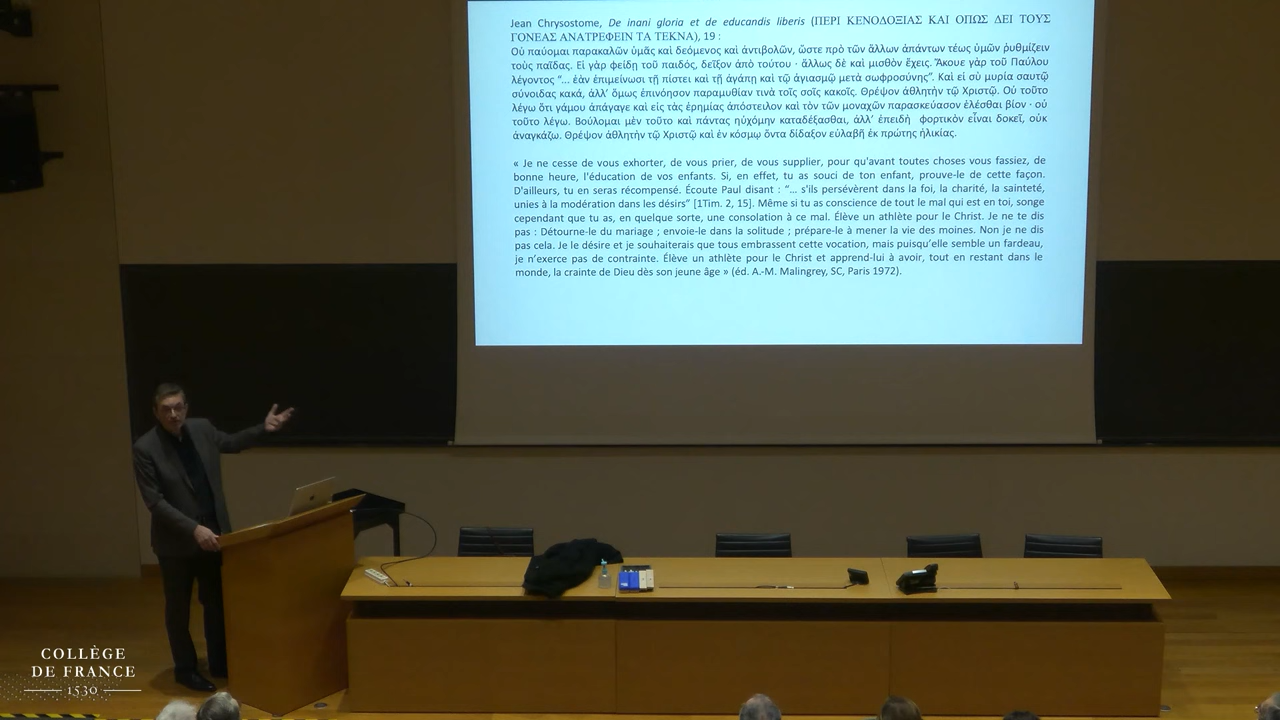 Jean Chrysostome, De inani gloria et de educandis liberis (ΠΕΡΙ ΚΕΝΟΔΟΞΙΑΣ ΚΑΙ ΟΠΩΣ ΔΕΙ ΤΟΥΣ
ΓΟΝΕΑΣ ΑΝΑΤΡΕΦΕΙΝ ΤΑ ΤΕΚΝΑ), 19 :
Οὐ παύομαι παρακαλῶν ὑμᾶς καὶ δεόμενος καὶ ἀντιβολῶν, ὥστε πρὸ τῶν ἄλλων ἁπάντων τέως ὑμῶν ῥυθμίζειν
τοὺς παῖδας. Εἰ γὰρ φείδῃ τοῦ παιδός, δεῖξον ἀπὸ τούτου · ἄλλως δὲ καὶ μισθὸν ἔχεις. Ἄκουε γὰρ τοῦ Παύλου
λέγοντος “... ἐὰν ἐπιμείνωσι τῇ πίστει καὶ τῇ ἀγάπῃ καὶ τῷ ἁγιασμῷ μετὰ σωφροσύνης”. Καὶ εἰ σὺ μυρία σαυτῷ
σύνοιδας κακά, ἀλλ’ ὅμως ἐπινόησον παραμυθίαν τινὰ τοῖς σοῖς κακοῖς. Θρέψον ἀθλητὴν τῷ Χριστῷ. Οὐ τοῦτο
λέγω ὅτι γάμου ἀπάγαγε καὶ εἰς τὰς ἐρημίας ἀπόστειλον καὶ τὸν τῶν μοναχῶν παρασκεύασον ἑλέσθαι βίον · οὐ
τοῦτο λέγω. Βούλομαι μὲν τοῦτο καὶ πάντας ηὐχόμην καταδέξασθαι, ἀλλ’ ἐπειδὴ φορτικὸν εἶναι δοκεῖ, οὐκ
ἀναγκάζω. Θρέψον ἀθλητὴν τῷ Χριστῷ καὶ ἐν κόσμῳ ὄντα δίδαξον εὐλαβῆ ἐκ πρώτης ἡλικίας.
« Je ne cesse de vous exhorter, de vous prier, de vous supplier, pour qu'avant toutes choses vous fassiez, de
bonne heure, l'éducation de vos enfants. Si, en effet, tu as souci de ton enfant, prouve-le de cette façon.
D'ailleurs, tu en seras récompensé. Écoute Paul disant : “... s'ils persévèrent dans la foi, la charité, la sainteté,
unies à la modération dans les désirs” [1Tim. 2, 15]. Même si tu as conscience de tout le mal qui est en toi, songe
cependant que tu as, en quelque sorte, une consolation à ce mal. Élève un athlète pour le Christ. Je ne te dis
pas : Détourne-le du mariage ; envoie-le dans la solitude ; prépare-le à mener la vie des moines. Non je ne dis
pas cela. Je le désire et je souhaiterais que tous embrassent cette vocation, mais puisqu’elle semble un fardeau,
je n’exerce pas de contrainte. Élève un athlète pour le Christ et apprend-lui à avoir, tout en restant dans le
monde, la crainte de Dieu dès son jeune âge » (éd. A.-M. Malingrey, SC, Paris 1972).
COLLÈGE
DE FRANCE
1530